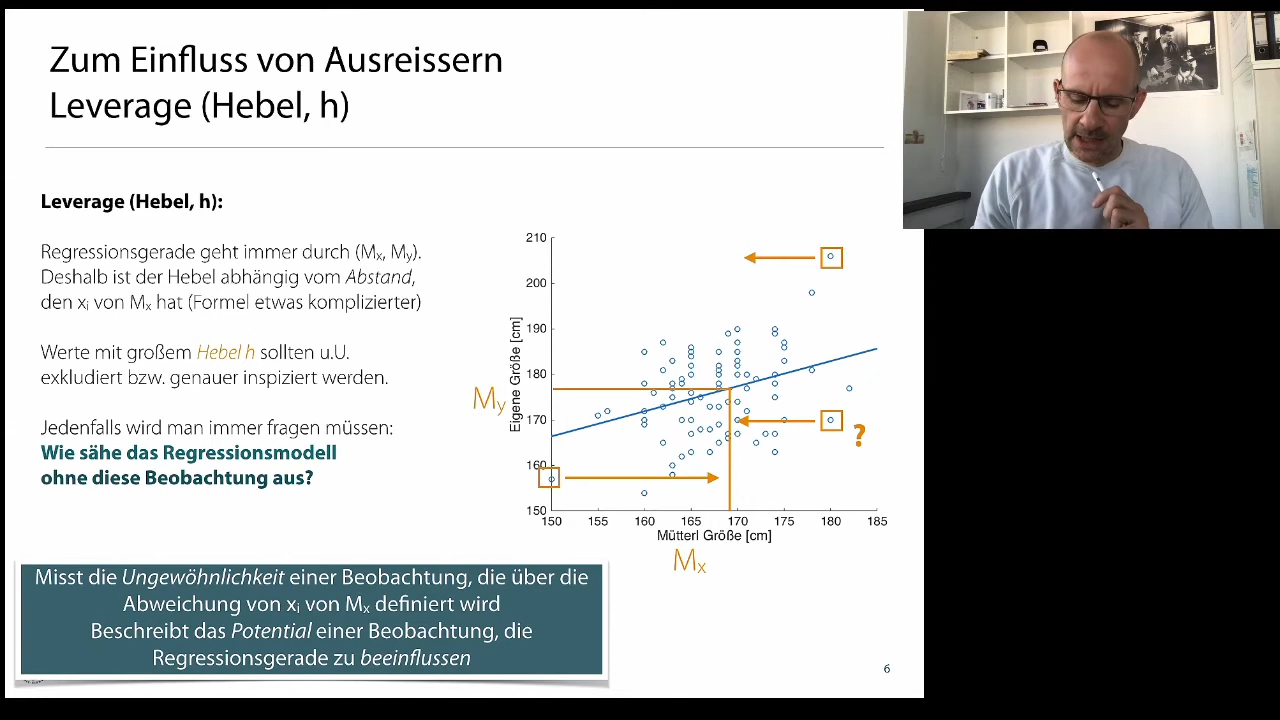 Zum Einfluss von Ausreissern
Leverage (Hebel, h)
Leverage (Hebel, h):
Regressionsgerade geht immer durch (Mx, My).
Deshalb ist der Hebel abhängig vom Abstand,
den xi von Mx hat (Formel etwas komplizierter)
Werte mit großem Hebel h sollten u.U.
exkludiert bzw. genauer inspiziert werden.
Jedenfalls wird man immer fragen müssen:
Wie sähe das Regressionsmodell
ohne diese Beobachtung aus?
Eigene Größe [cm]
210
200
190
180
170
160
150
My
?
150 155 160 165 170 175 180 185
Mütterl Größe [cm]
Mx
Misst die Ungewöhnlichkeit einer Beobachtung, die über die
Abweichung von xi von Mx definiert wird
Beschreibt das Potential einer Beobachtung, die
Regressionsgerade zu beeinflussen
6